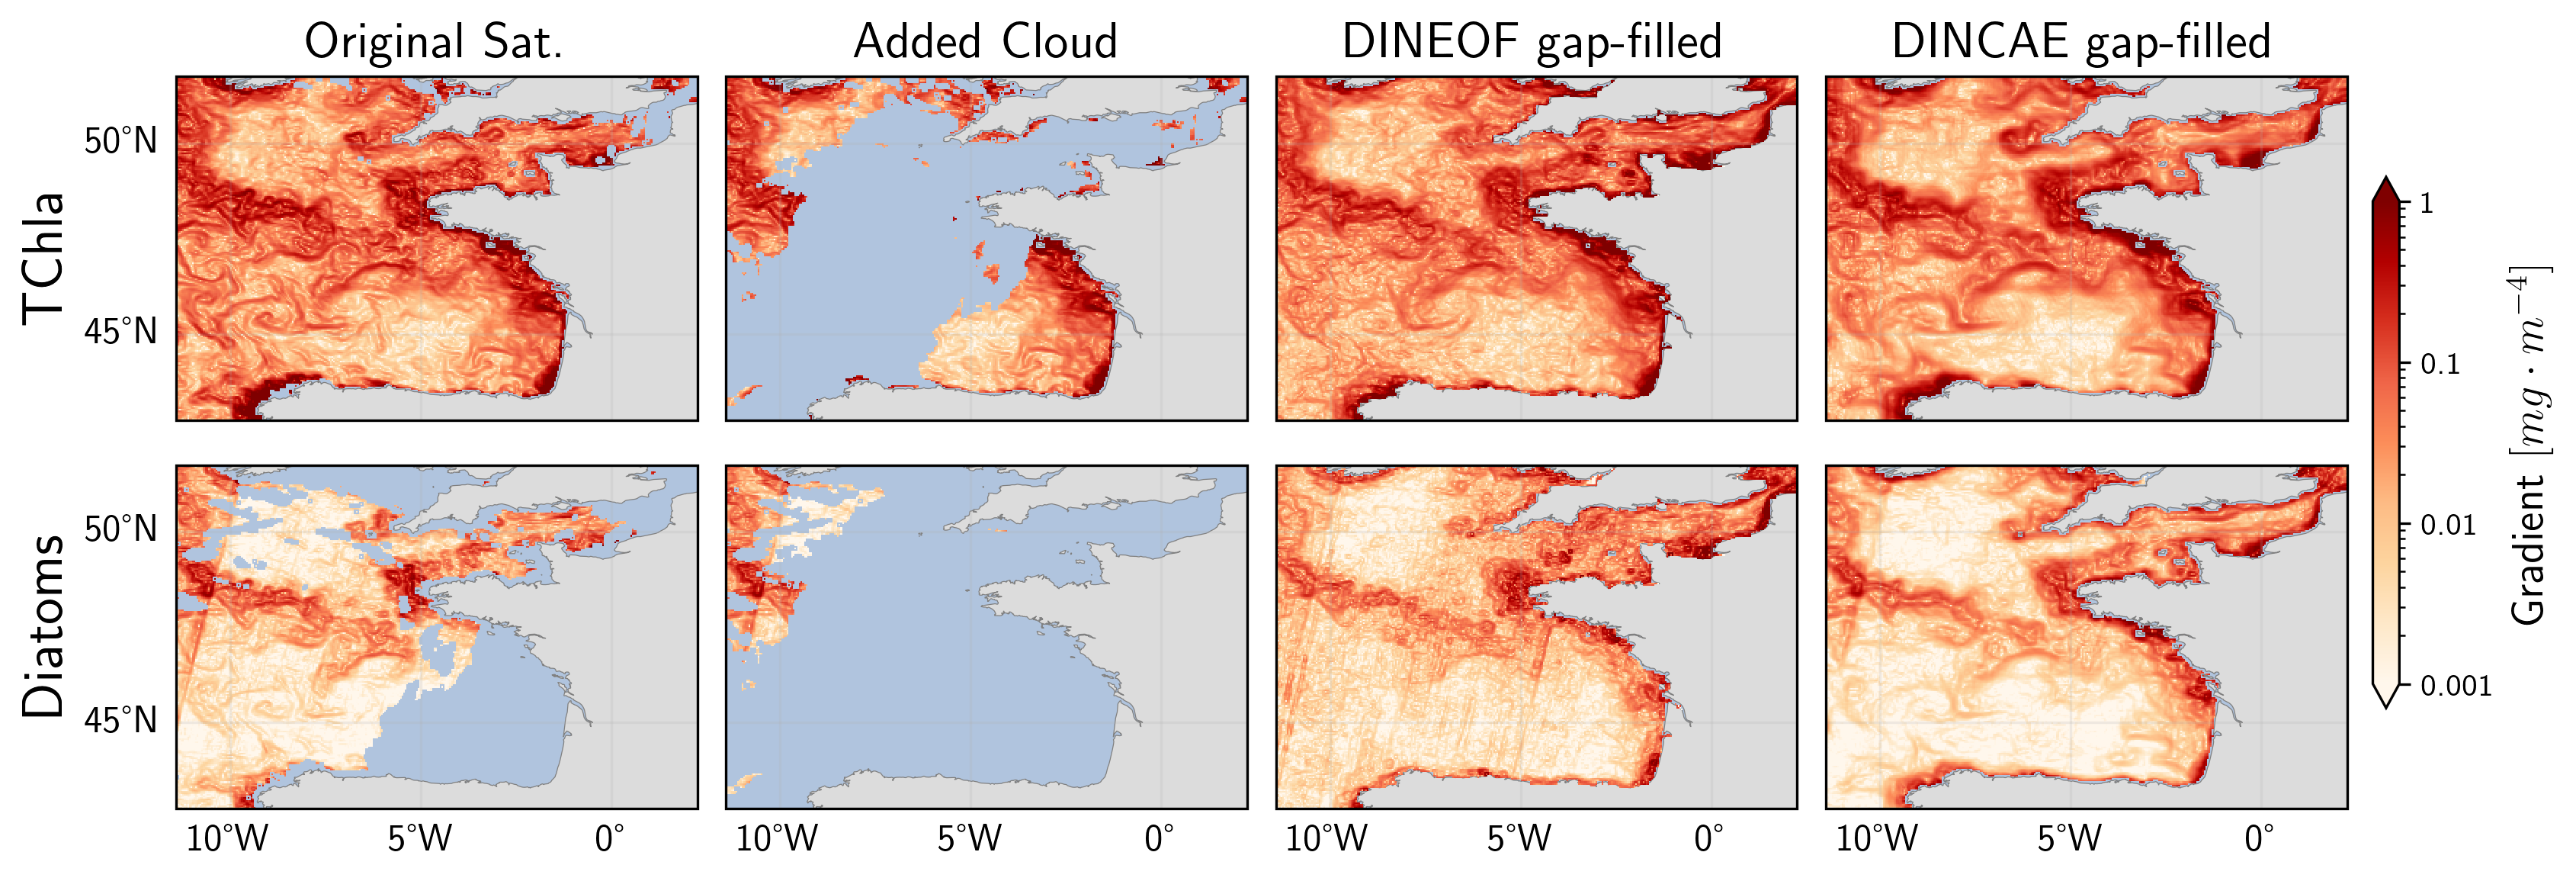 Original Sat.
Added Cloud
DINEOF gap-filled
DINCAE gap-filled
TChla
50°N
45°N
Diatoms
50°N
45°N
10°W
5°W
0°
10°W
5°W
0°
10°W
5°W
0°
10°W
5°W
0°
1
0.1
0.01
0.001
Gradient [mg · m⁻⁴]